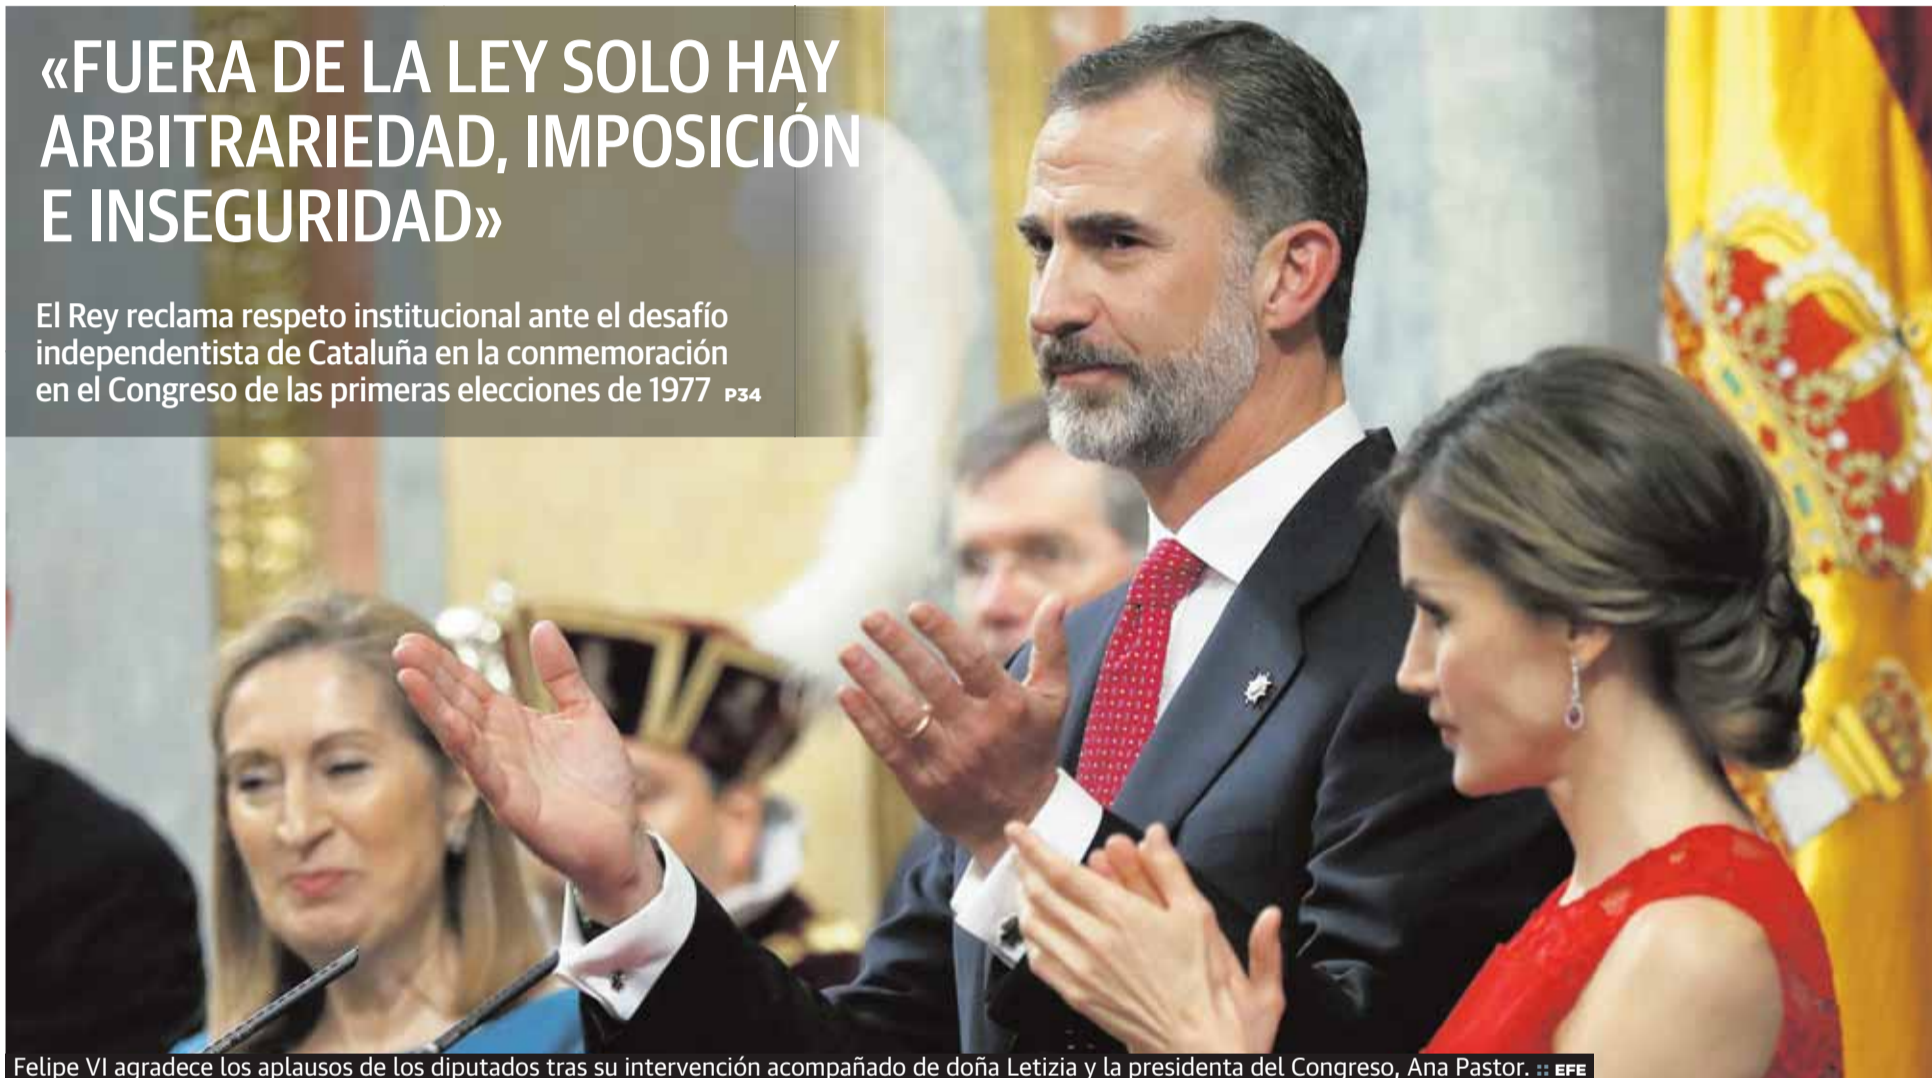 «FUERA DE LA LEY SOLO HAY
ARBITRARIEDAD, IMPOSICIÓN
E INSEGURIDAD»
El Rey reclama respeto institucional ante el desafío
independentista de Cataluña en la conmemoración
en el Congreso de las primeras elecciones de 1977 P34
Felipe VI agradece los aplausos de los diputados tras su intervención acompañado de doña Letizia y la presidenta del Congreso, Ana Pastor. :: EFE